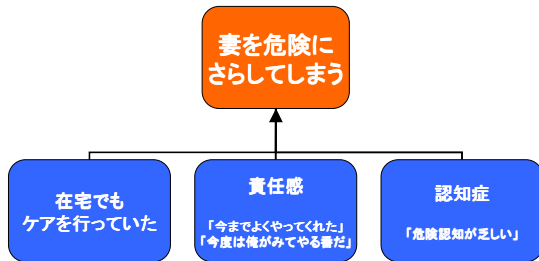 妻を危険に
さらしてしまう
在宅でも
ケアを行っていた
責任感
「今までよくやってくれた」
「今度は俺がみてやる番だ」
認知症
「危険認知が乏しい」